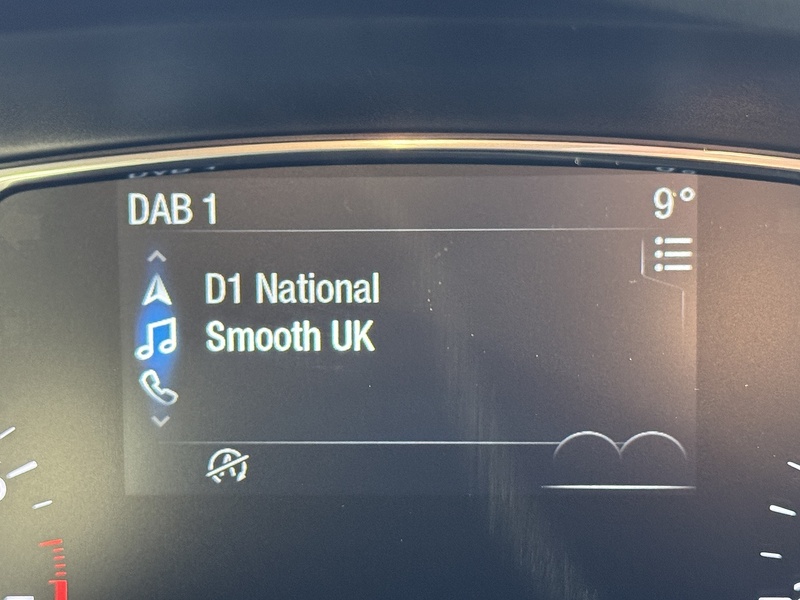 DAB 1
9°
D1 National
Smooth UK